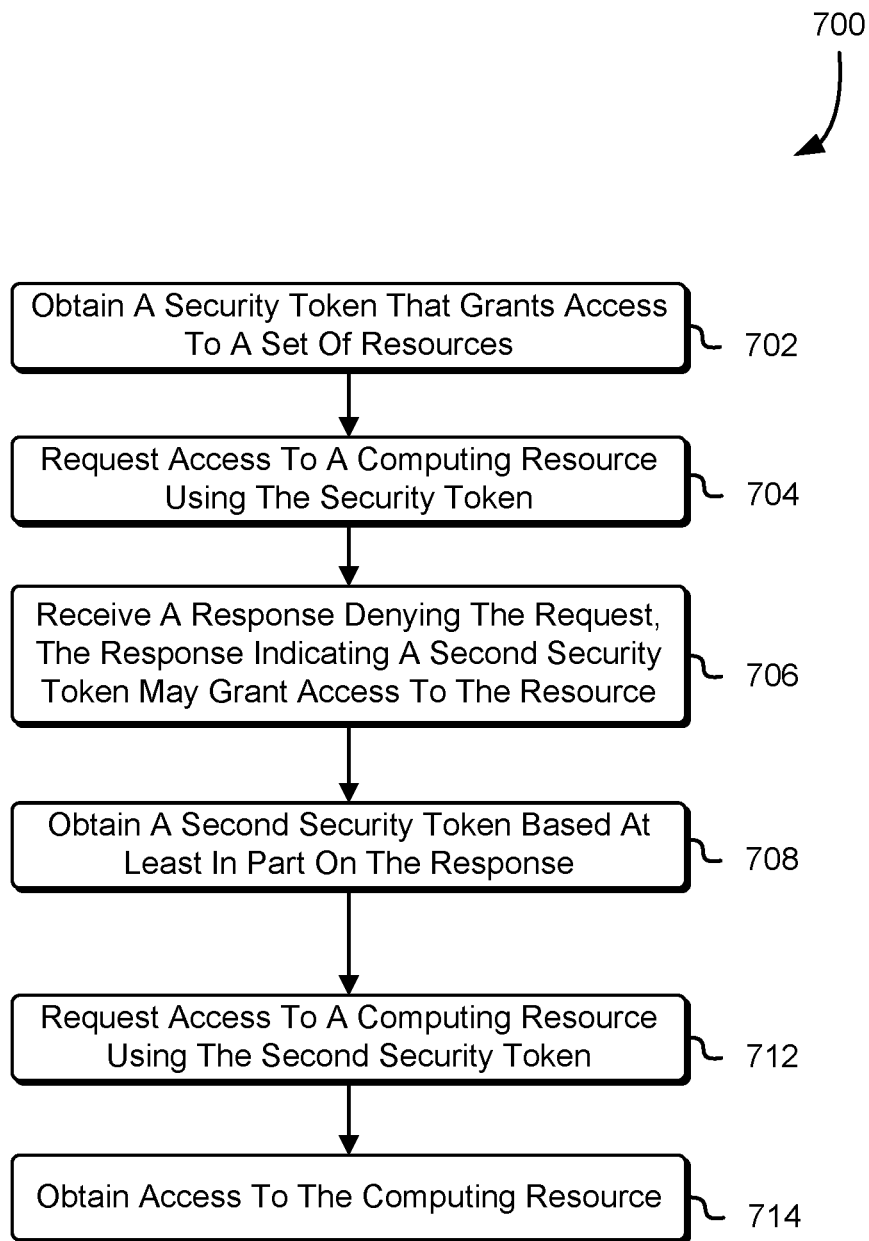 700
Obtain A Security Token That Grants Access
To A Set Of Resources
702
Request Access To A Computing Resource
Using The Security Token
704
Receive A Response Denying The Request,
The Response Indicating A Second Security
Token May Grant Access To The Resource
706
Obtain A Second Security Token Based At
Least In Part On The Response
708
Request Access To A Computing Resource
Using The Second Security Token
712
Obtain Access To The Computing Resource
714